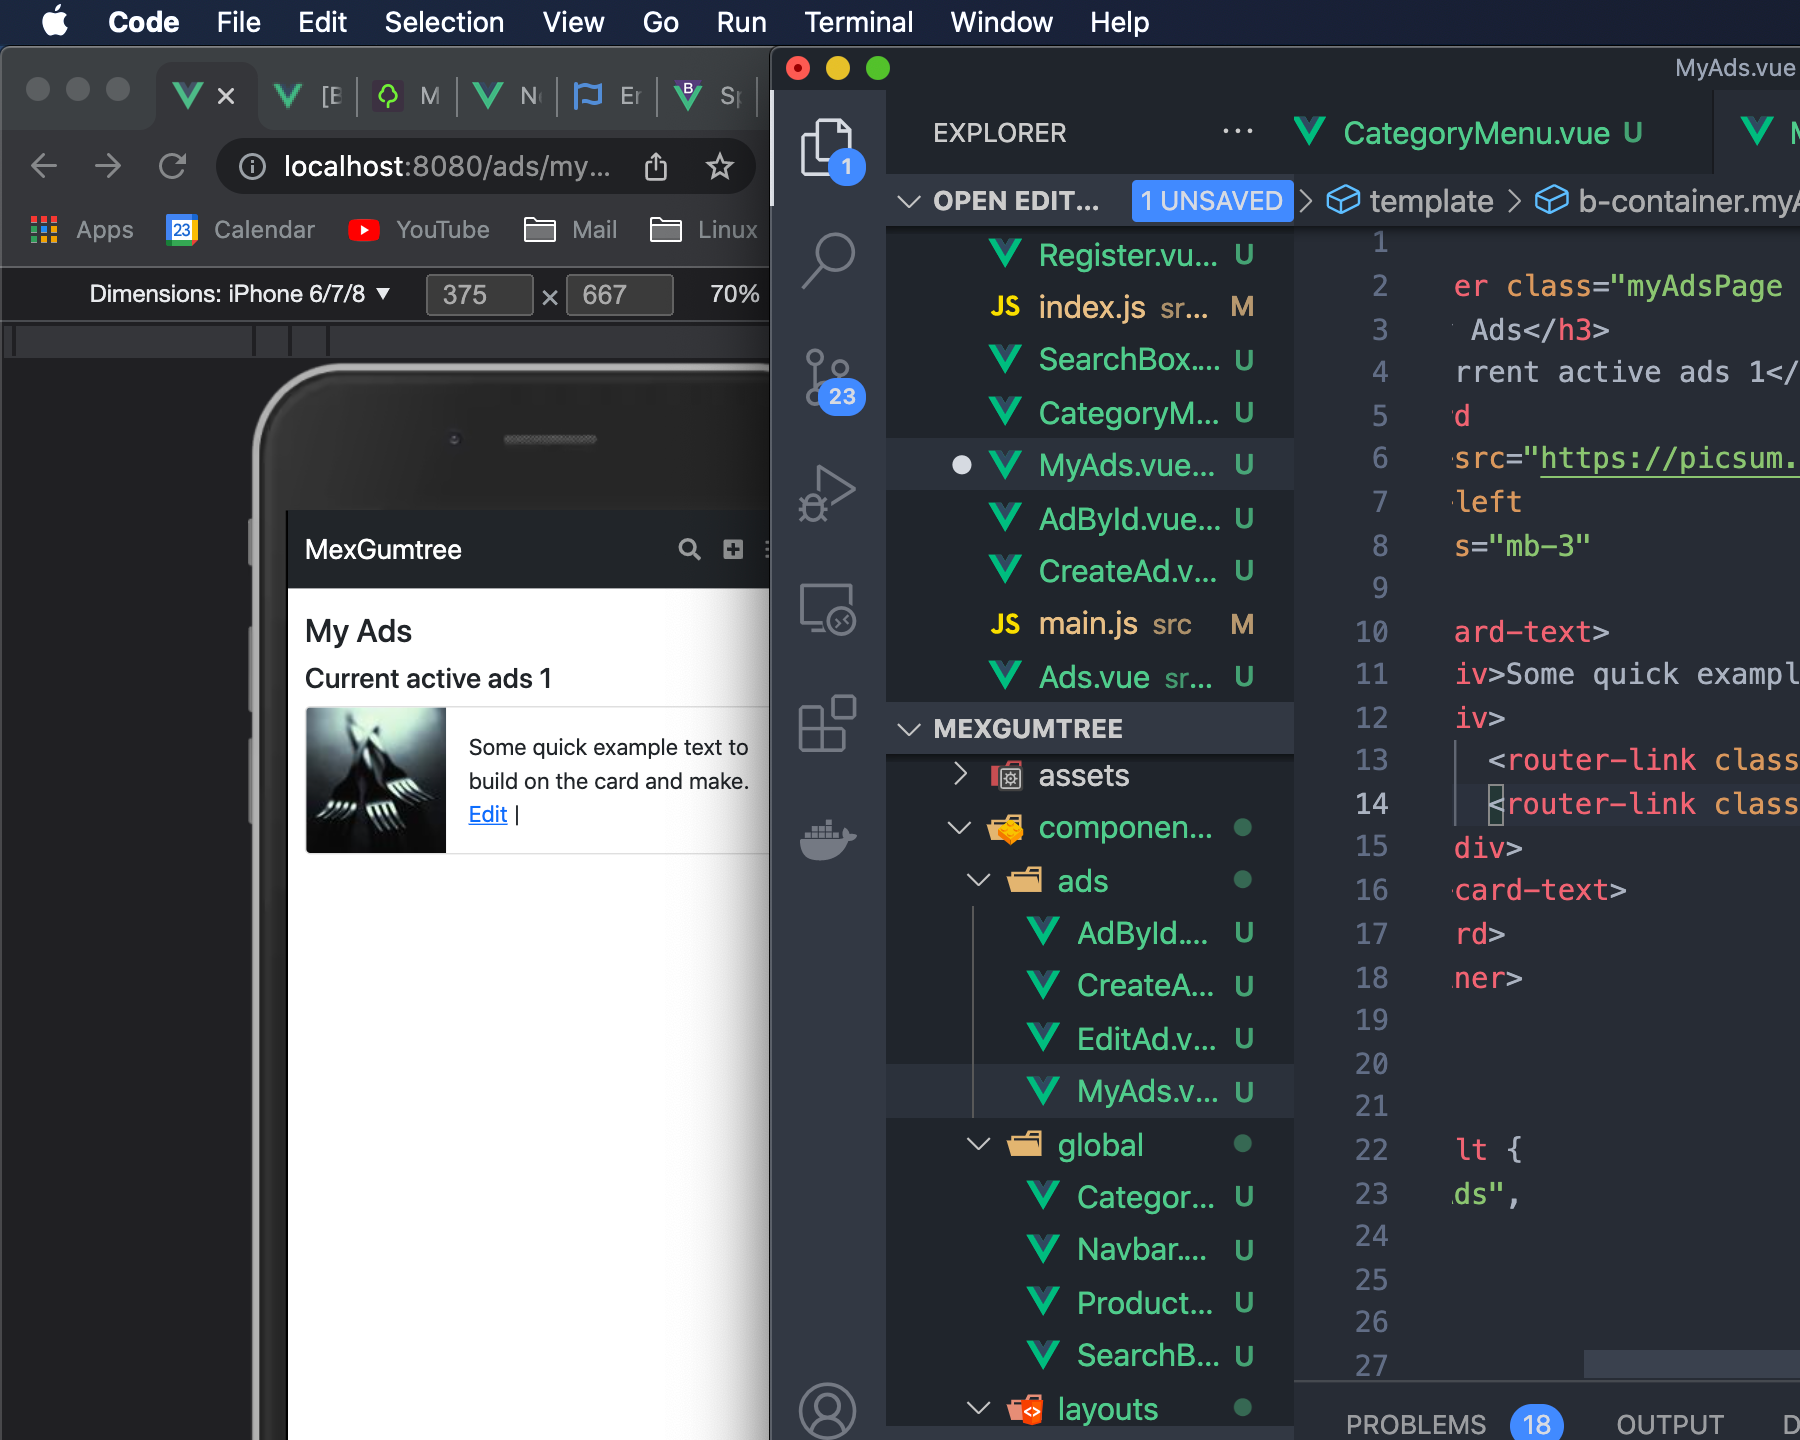 Code File Edit Selection View Go Run Terminal Window Help
[B
M
N
Er
Sp
localhost:8080/ads/my...
Apps
23
Calendar
YouTube
Mail
Linux
Dimensions: iPhone 6/7/8 ▼
375 × 667
70%
MexGumtree
My Ads
Current active ads 1
Some quick example text to
build on the card and make.
Edit |
MyAds.vue
1
23
EXPLORER ...
OPEN EDIT... 1 UNSAVED
Register.vu... U
JS index.js sr... M
SearchBox.... U
CategoryM... U
MyAds.vue... U
AdById.vue... U
CreateAd.v... U
JS main.js src M
Ads.vue sr... U
MEXGUMTREE
assets
componen...
ads
AdById.... U
CreateA... U
EditAd.v... U
MyAds.v... U
global
Categor... U
Navbar.... U
Product... U
SearchB... U
layouts
CategoryMenu.vue U
template > b-container.myA
1
2 er class="myAdsPage
3 Ads</h3>
4 rrent active ads 1</
5 d
6 src="https://picsum.
7 left
8 s="mb-3"
9
10 ard-text>
11 iv>Some quick exampl
12 iv>
13 <router-link class
14 <router-link class
15 div>
16 card-text>
17 rd>
18 ner>
19
20
21
22 lt {
23 ds",
24
25
26
27
PROBLEMS 18 OUTPUT D